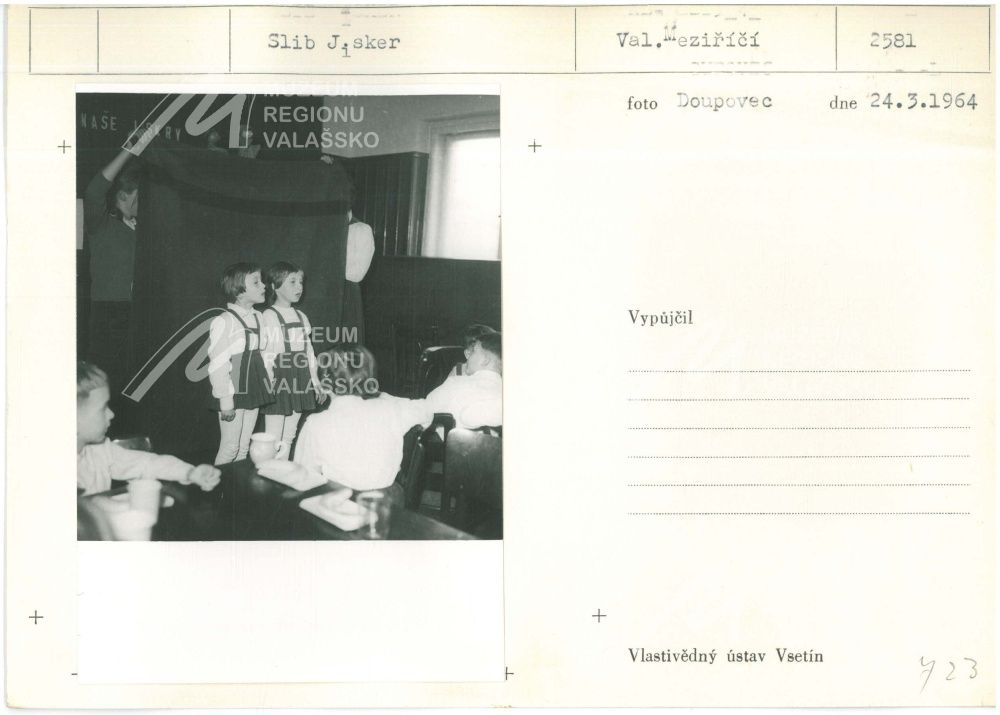 Slib Jisker
Val.Meziříčí
2581
foto Doupovec dne 24.3.1964
NAŠE JISKRY
MUZEUM
REGIONU
VALAŠSKO
MUZEUM
REGIONU
VALAŠSKO
Vypůjčil
Vlastivědný ústav Vsetín
723